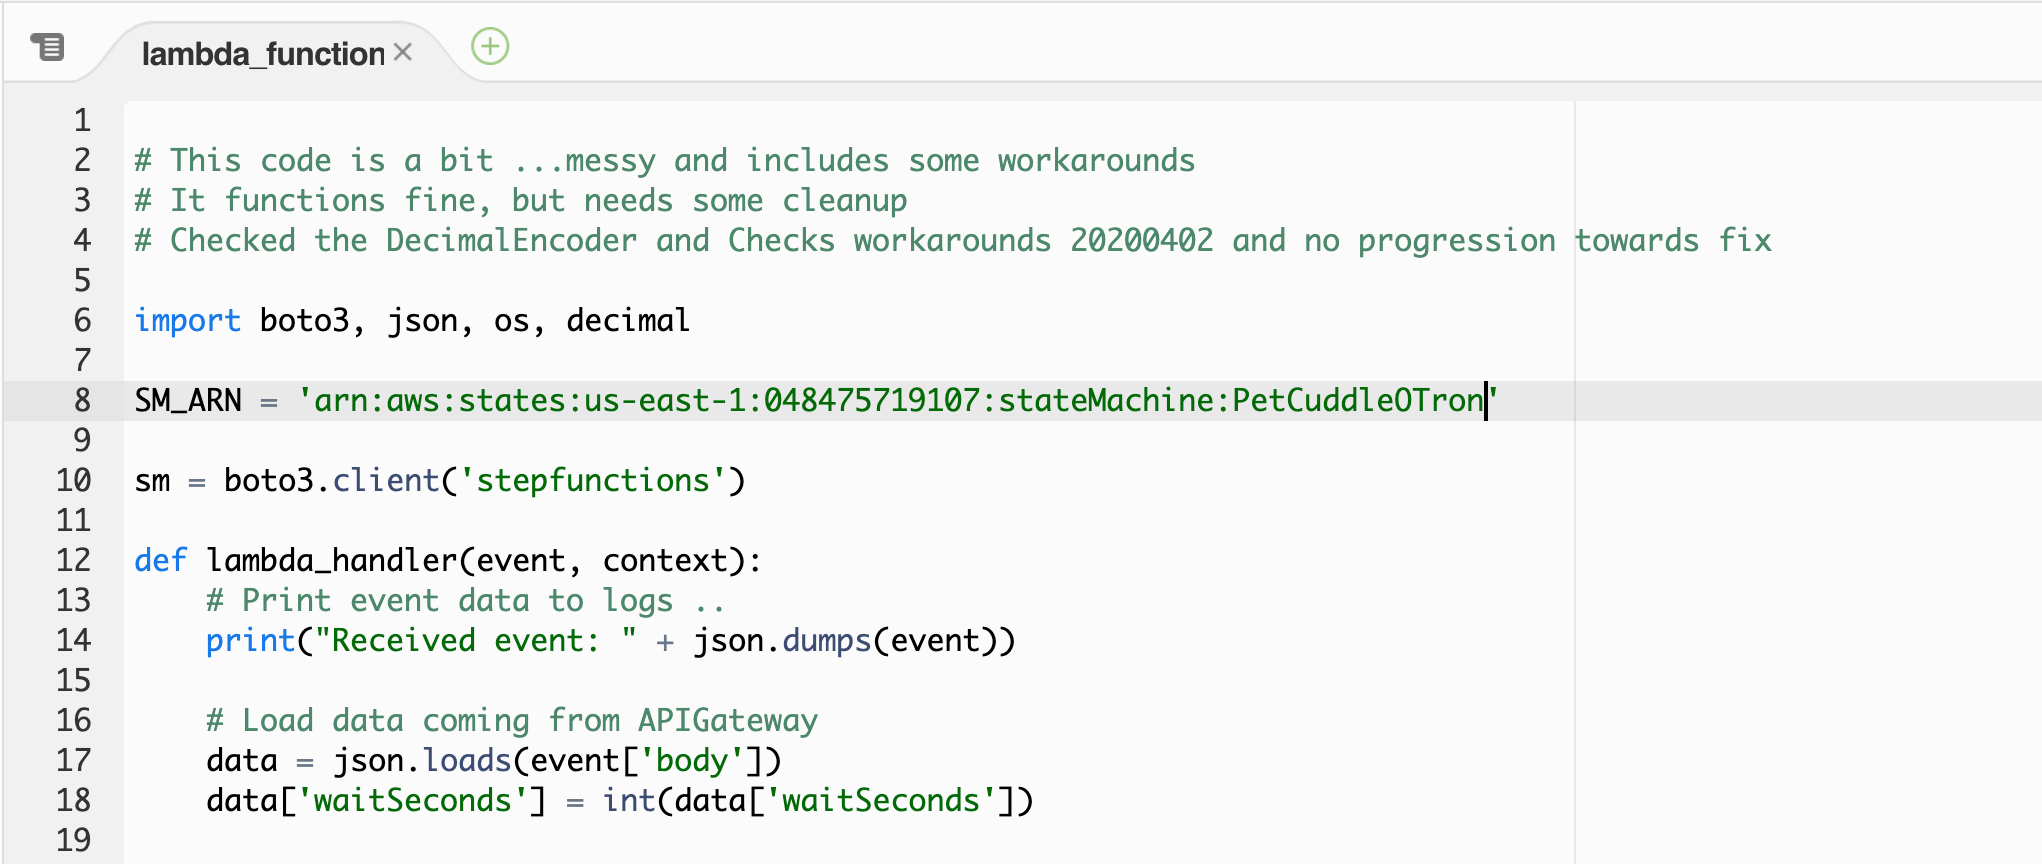 lambda_function ×
1
2 # This code is a bit ...messy and includes some workarounds
3 # It functions fine, but needs some cleanup
4 # Checked the DecimalEncoder and Checks workarounds 20200402 and no progression towards fix
5
6 import boto3, json, os, decimal
7
8 SM_ARN = 'arn:aws:states:us-east-1:048475719107:stateMachine:PetCuddleOTron'
9
10 sm = boto3.client('stepfunctions')
11
12 def lambda_handler(event, context):
13     # Print event data to logs ..
14     print("Received event: " + json.dumps(event))
15
16     # Load data coming from APIGateway
17     data = json.loads(event['body'])
18     data['waitSeconds'] = int(data['waitSeconds'])
19